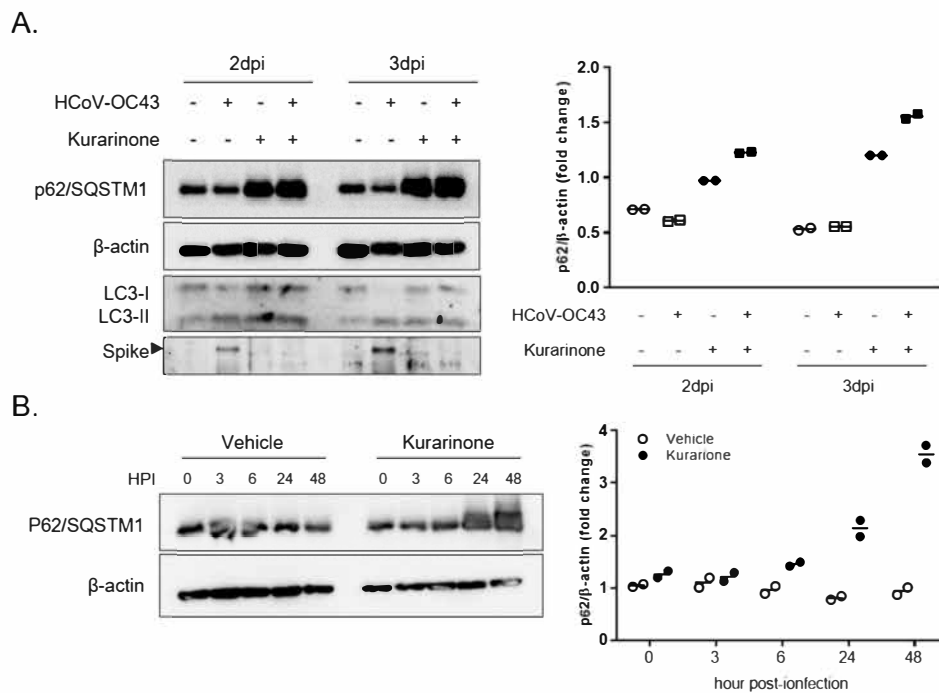 A.
2dpi 3dpi
HCoV-OC43 - + - + - + - +
Kurarinone - - + + - - + +
p62/SQSTM1
β-actin
LC3-I
LC3-II
Spike
p62/β-actin (fold change)
2.0
1.5
1.0
0.5
0.0
HCoV-OC43 - + - + - + - +
Kurarinone - - + + - - + +
2dpi 3dpi
B.
Vehicle Kurarinone
HPI 0 3 6 24 48 0 3 6 24 48
P62/SQSTM1
β-actin
p62/β-actin (fold change)
4
3
2
1
0
Vehicle
Kurarione
0 3 6 24 48
hour post-ionfection